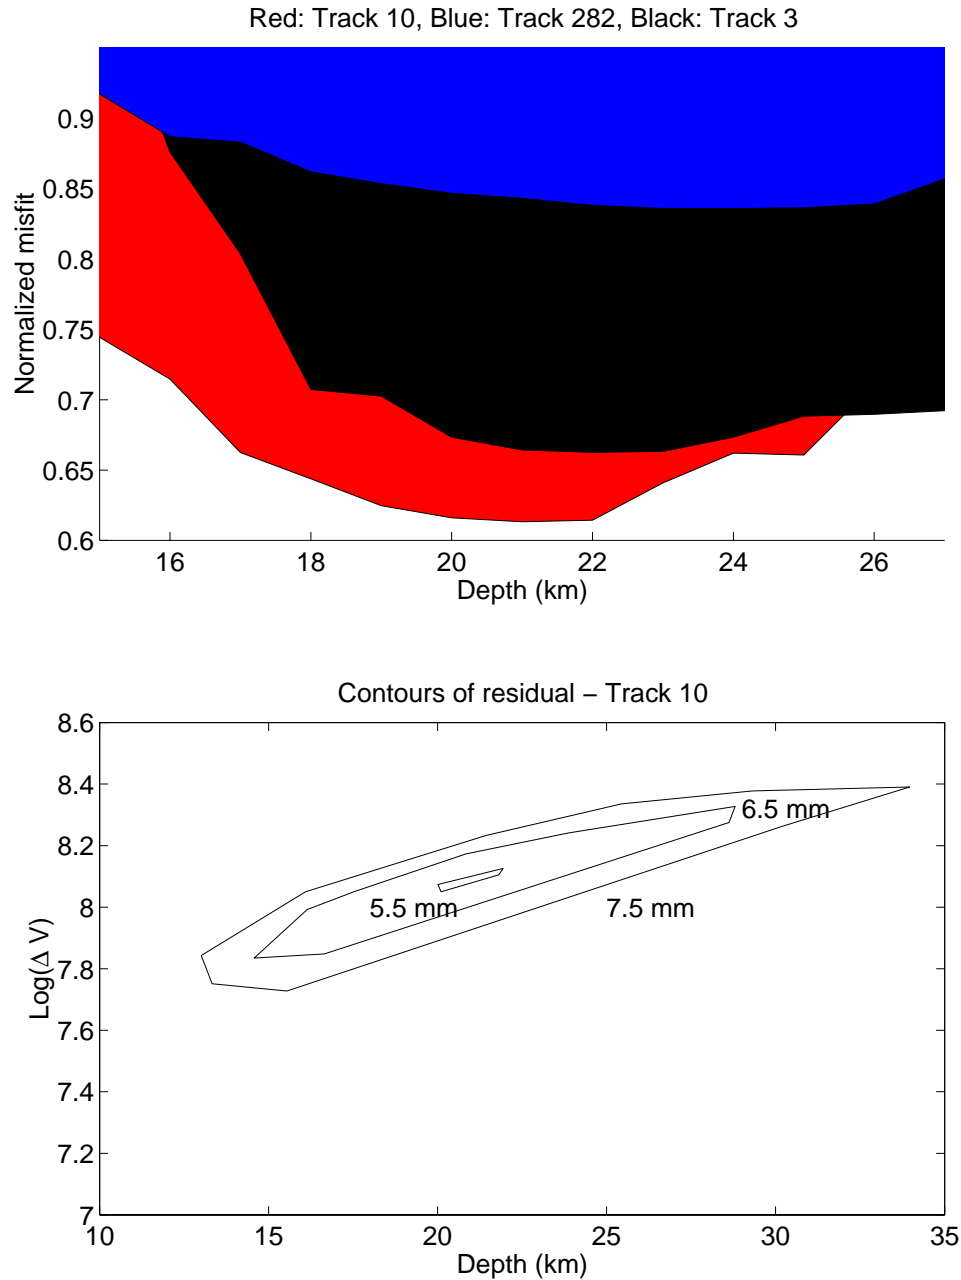 Red: Track 10, Blue: Track 282, Black: Track 3
0.9
0.85
0.8
0.75
0.7
0.65
0.6
Normalized misfit
16 18 20 22 24 26
Depth (km)
Contours of residual – Track 10
8.6
8.4
8.2
8
7.8
7.6
7.4
7.2
7
Log(Δ V)
6.5 mm
5.5 mm
7.5 mm
10 15 20 25 30 35
Depth (km)